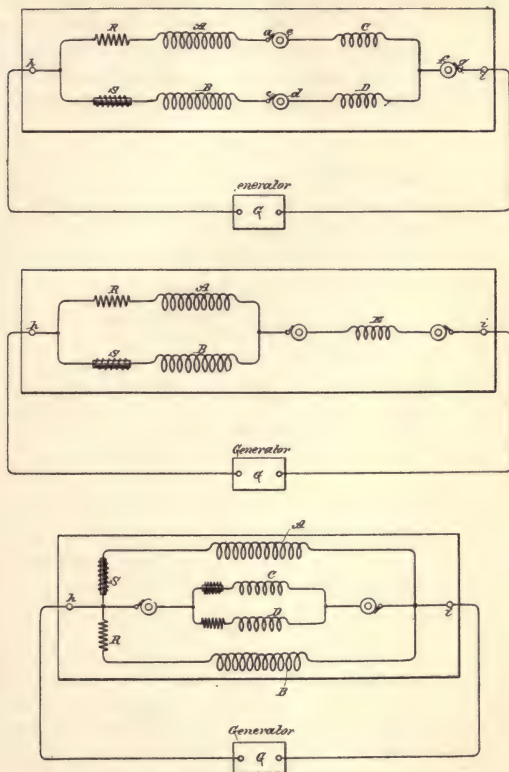 R A a e C
h f g i
S B c d D
enerator
G
R A
h E i
S B
Generator
G
A
S C
h i
R D
B
Generator
G